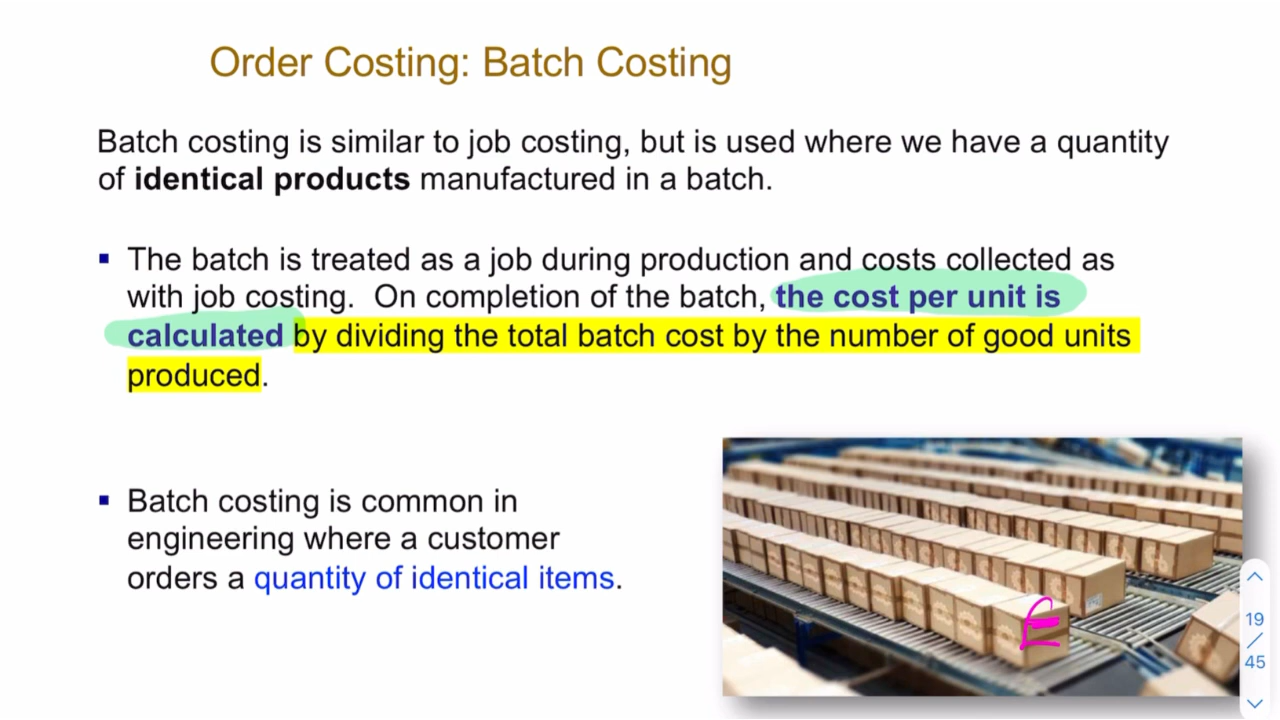 Order Costing: Batch Costing
Batch costing is similar to job costing, but is used where we have a quantity
of identical products manufactured in a batch.
▪ The batch is treated as a job during production and costs collected as
with job costing. On completion of the batch, the cost per unit is
calculated by dividing the total batch cost by the number of good units
produced.
▪ Batch costing is common in
engineering where a customer
orders a quantity of identical items.
£
19
/
45